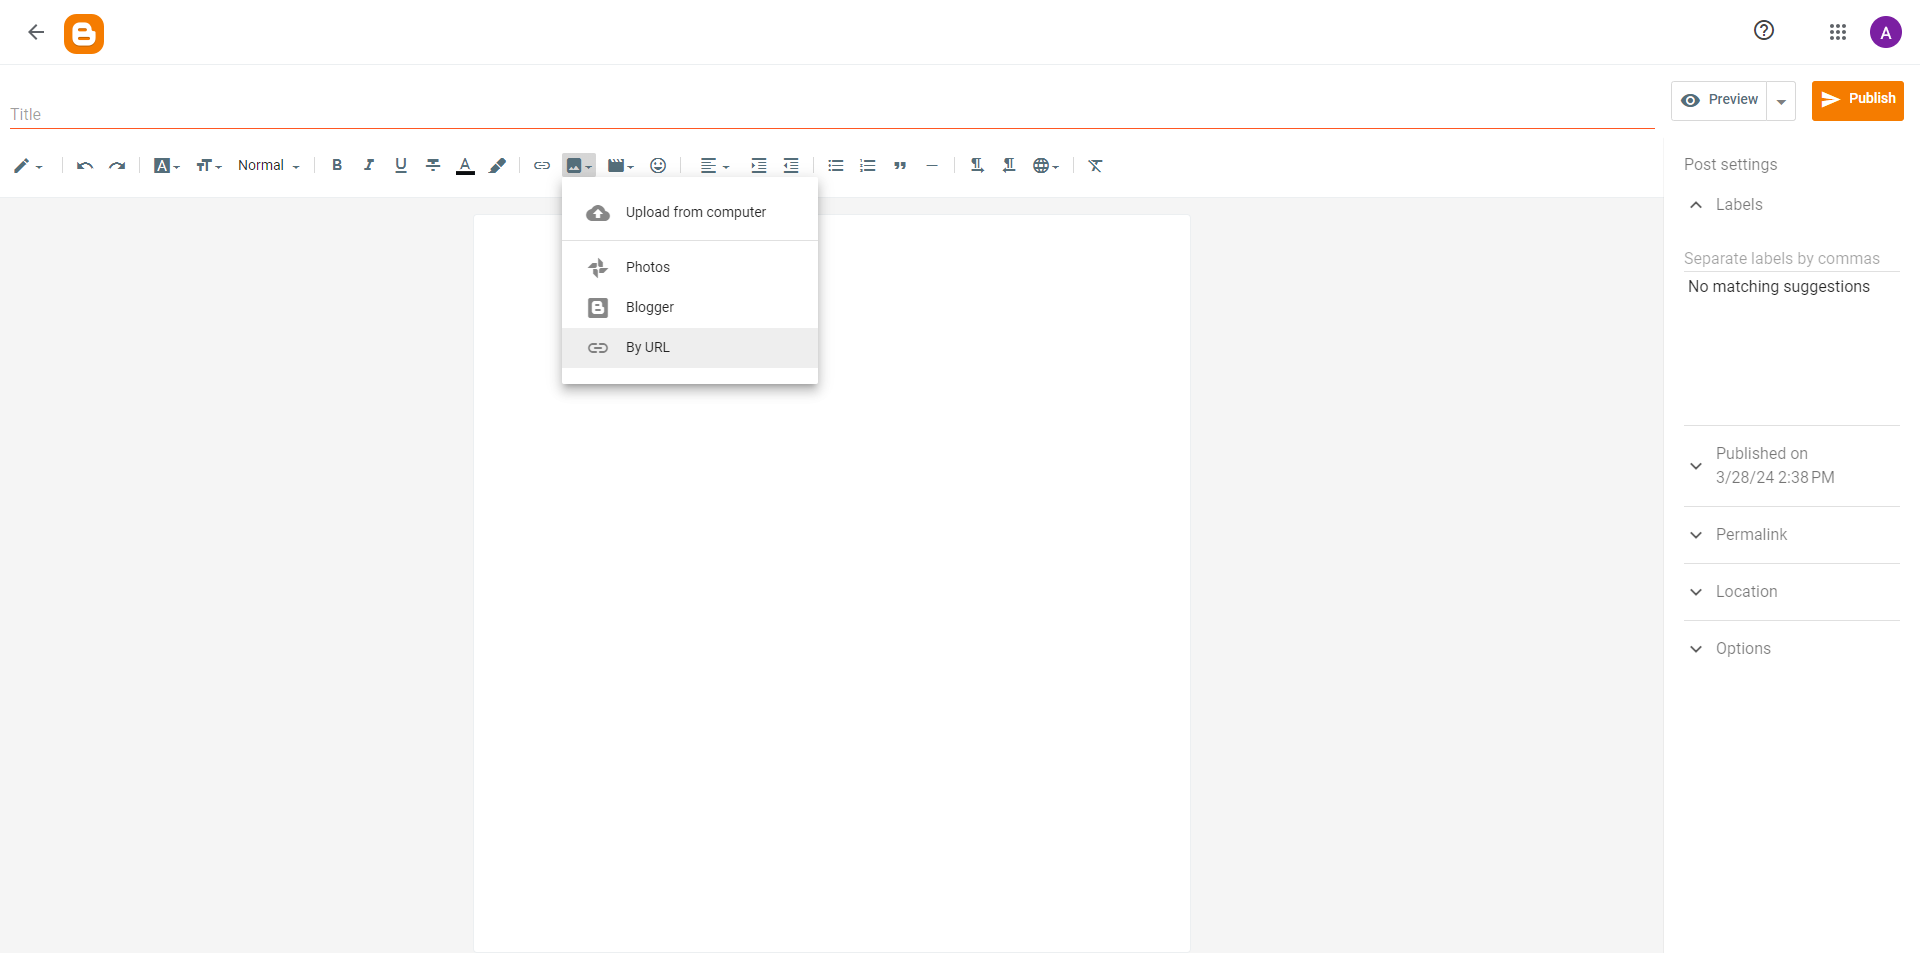 A
Title
Preview
Publish
Normal
B I U A
Upload from computer
Photos
Blogger
By URL
Post settings
Labels
Separate labels by commas
No matching suggestions
Published on
3/28/24 2:38 PM
Permalink
Location
Options